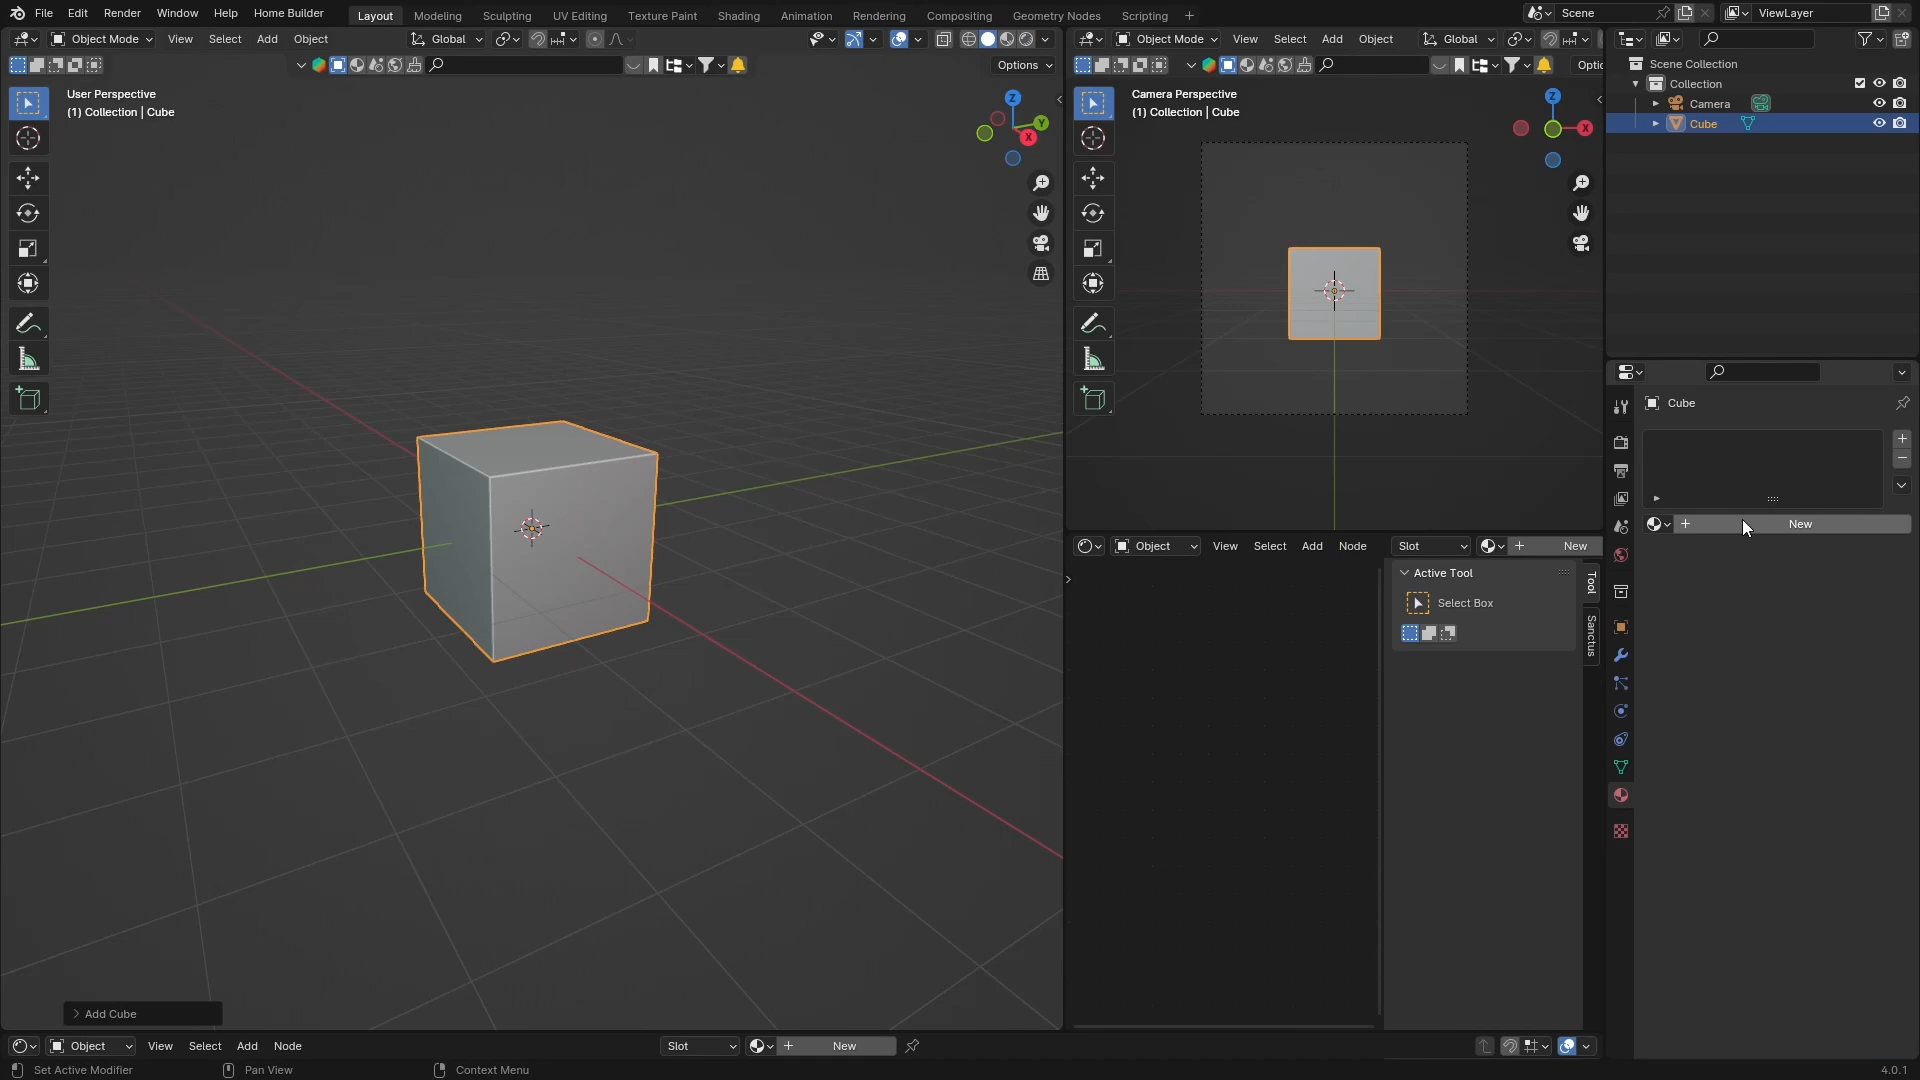 File Edit Render Window Help Home Builder Layout Modeling Sculpting UV Editing Texture Paint Shading Animation Rendering Compositing Geometry Nodes Scripting + Scene ViewLayer
Object Mode View Select Add Object Global
Options
User Perspective
(1) Collection | Cube
Z
Y
X
Add Cube
Object Mode View Select Add Object Global
Optic
Camera Perspective
(1) Collection | Cube
Z
X
Object View Select Add Node Slot New
Active Tool
Select Box
Tool
Sanctus
Scene Collection
Collection
Camera
Cube
Cube
New
Object View Select Add Node Slot New
Set Active Modifier Pan View Context Menu 4.0.1